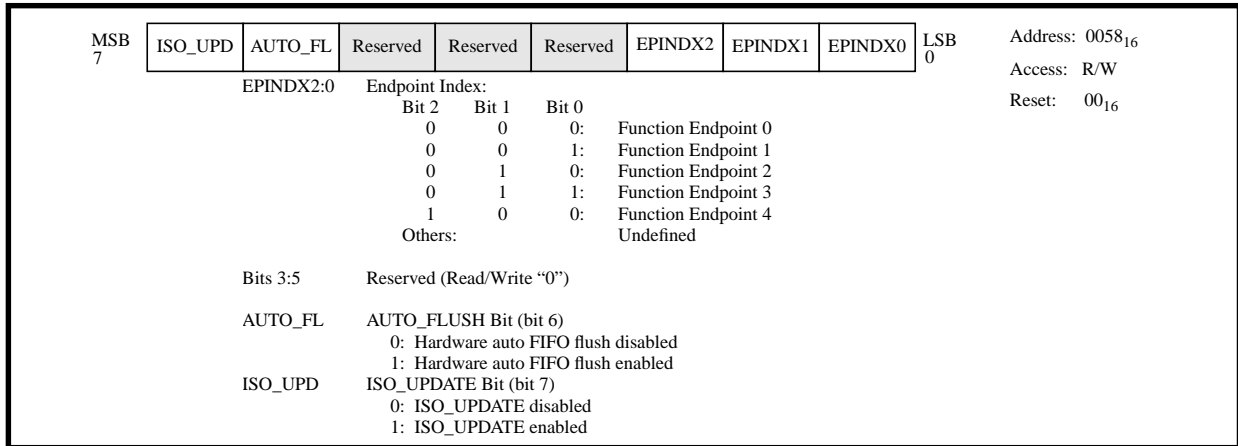 MSB 7 ISO_UPD AUTO_FL Reserved Reserved Reserved EPINDX2 EPINDX1 EPINDX0 LSB 0
Address: 0058₁₆
Access: R/W
Reset: 00₁₆
EPINDX2:0 Endpoint Index:
Bit 2 Bit 1 Bit 0
0 0 0: Function Endpoint 0
0 0 1: Function Endpoint 1
0 1 0: Function Endpoint 2
0 1 1: Function Endpoint 3
1 0 0: Function Endpoint 4
Others: Undefined
Bits 3:5 Reserved (Read/Write “0”)
AUTO_FL AUTO_FLUSH Bit (bit 6)
0: Hardware auto FIFO flush disabled
1: Hardware auto FIFO flush enabled
ISO_UPD ISO_UPDATE Bit (bit 7)
0: ISO_UPDATE disabled
1: ISO_UPDATE enabled